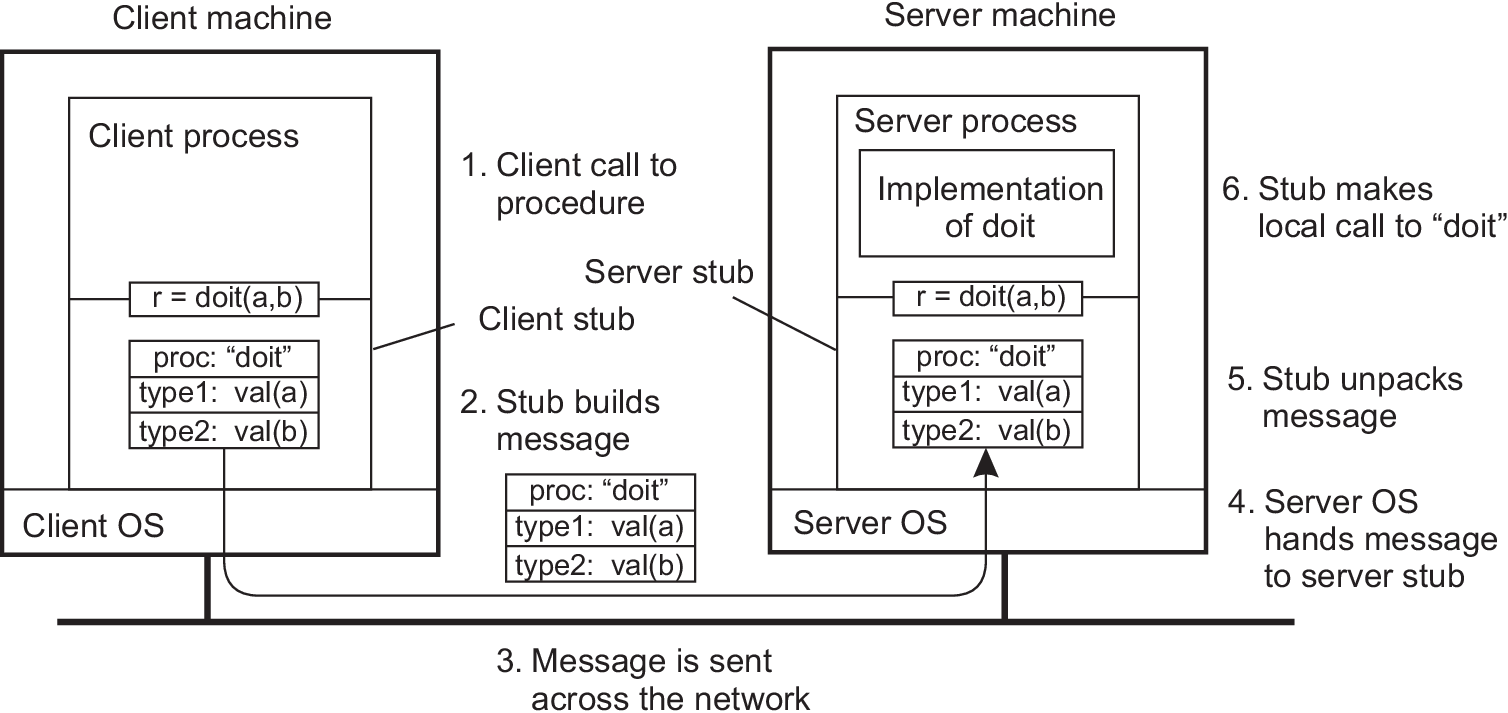 Client machine
Server machine
Client process
Server process
1. Client call to
procedure
Implementation
of doit
6. Stub makes
local call to “doit”
Server stub
r = doit(a,b)
r = doit(a,b)
Client stub
proc: “doit”
type1: val(a)
type2: val(b)
proc: “doit”
type1: val(a)
type2: val(b)
2. Stub builds
message
5. Stub unpacks
message
proc: “doit”
type1: val(a)
type2: val(b)
Client OS
Server OS
4. Server OS
hands message
to server stub
3. Message is sent
across the network